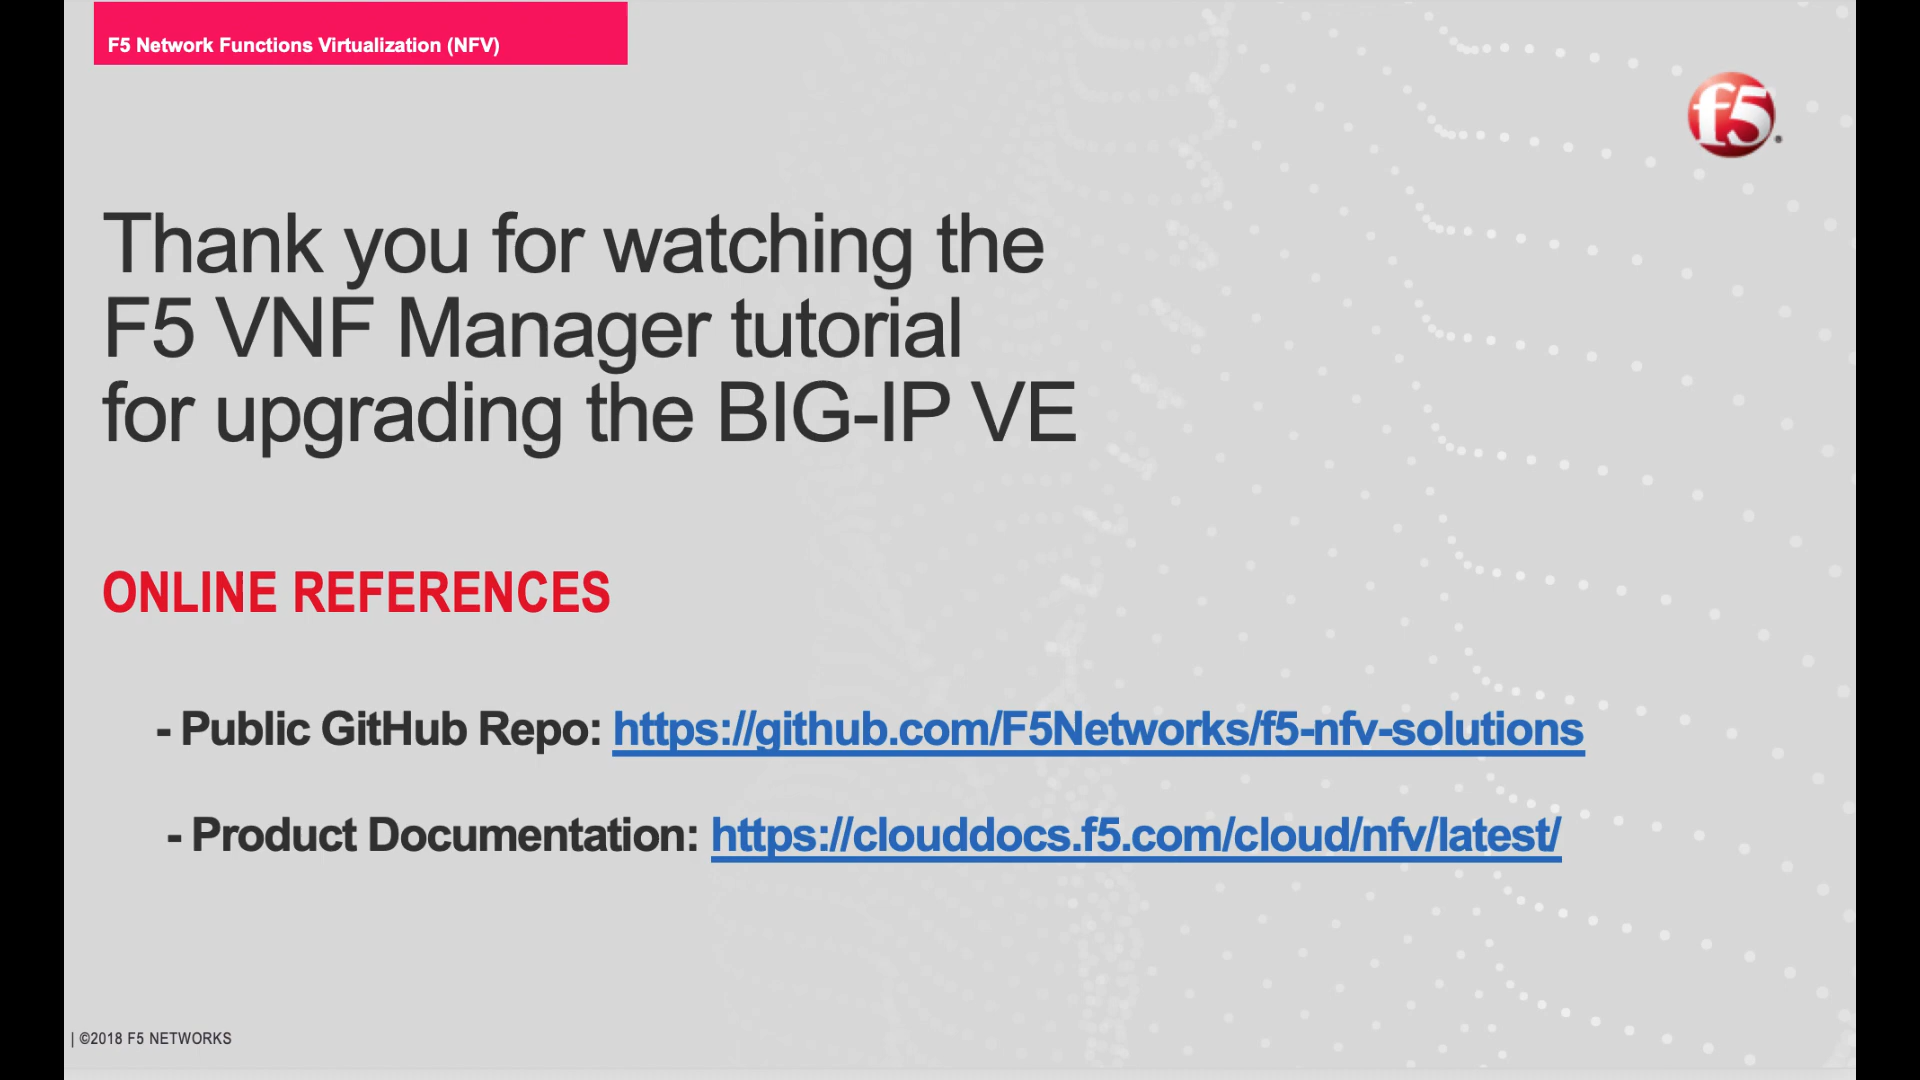 F5 Network Functions Virtualization (NFV)
f5
Thank you for watching the
F5 VNF Manager tutorial
for upgrading the BIG-IP VE
ONLINE REFERENCES
- Public GitHub Repo: https://github.com/F5Networks/f5-nfv-solutions
- Product Documentation: https://clouddocs.f5.com/cloud/nfv/latest/
| ©2018 F5 NETWORKS